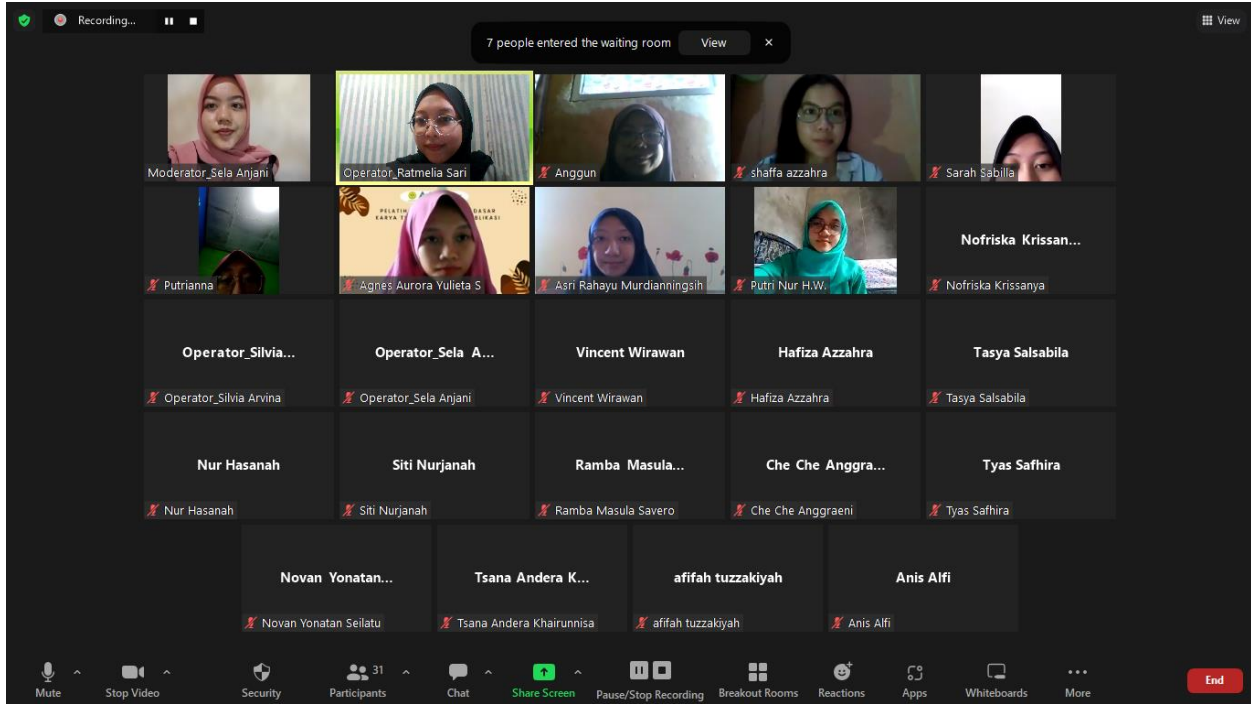 Recording...
View
7 people entered the waiting room View ×
Moderator_Sela Anjani
Operator_Ratmelia Sari
Anggun
shaffa azzahra
Sarah Sabilla
Putrianna
Agnes Aurora Yulieta S
Asri Rahayu Murdianningsih
Putri Nur H.W.
Nofriska Krissan...
Nofriska Krissanya
Operator_Silvia...
Operator_Silvia Arvina
Operator_Sela A...
Operator_Sela Anjani
Vincent Wirawan
Vincent Wirawan
Hafiza Azzahra
Hafiza Azzahra
Tasya Salsabila
Tasya Salsabila
Nur Hasanah
Nur Hasanah
Siti Nurjanah
Siti Nurjanah
Ramba Masula...
Ramba Masula Savero
Che Che Anggra...
Che Che Anggraeni
Tyas Safhira
Tyas Safhira
Novan Yonatan...
Novan Yonatan Seilatu
Tsana Andera K...
Tsana Andera Khairunnisa
afifah tuzzakiyah
afifah tuzzakiyah
Anis Alfi
Anis Alfi
Mute
Stop Video
Security
31
Participants
Chat
Share Screen
Pause/Stop Recording
Breakout Rooms
Reactions
Apps
Whiteboards
More
End